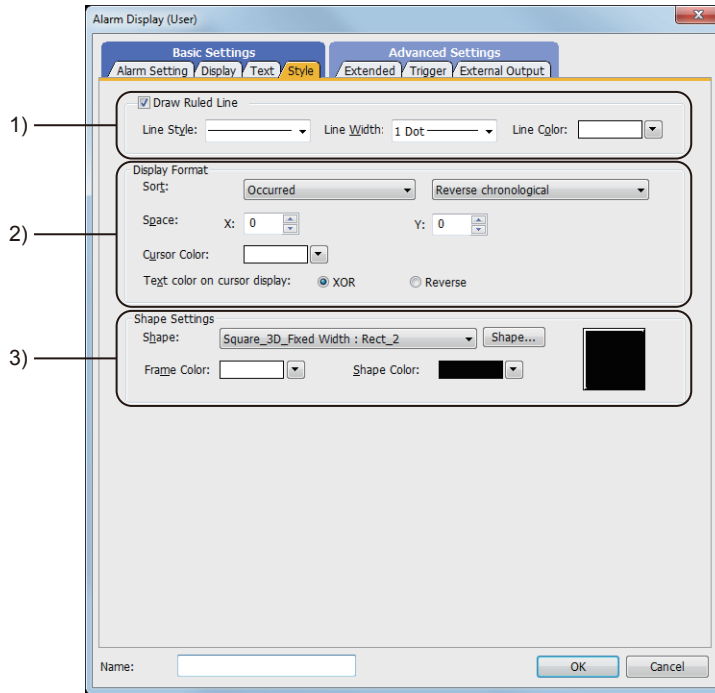 Alarm Display (User)
Basic Settings Advanced Settings
Alarm Setting Display Text Style Extended Trigger External Output
1)
Draw Ruled Line
Line Style: Line Width: 1 Dot Line Color:
2)
Display Format
Sort: Occurred Reverse chronological
Space: X: 0 Y: 0
Cursor Color:
Text color on cursor display: XOR Reverse
3)
Shape Settings
Shape: Square_3D_Fixed Width : Rect_2 Shape...
Frame Color: Shape Color:
Name: OK Cancel